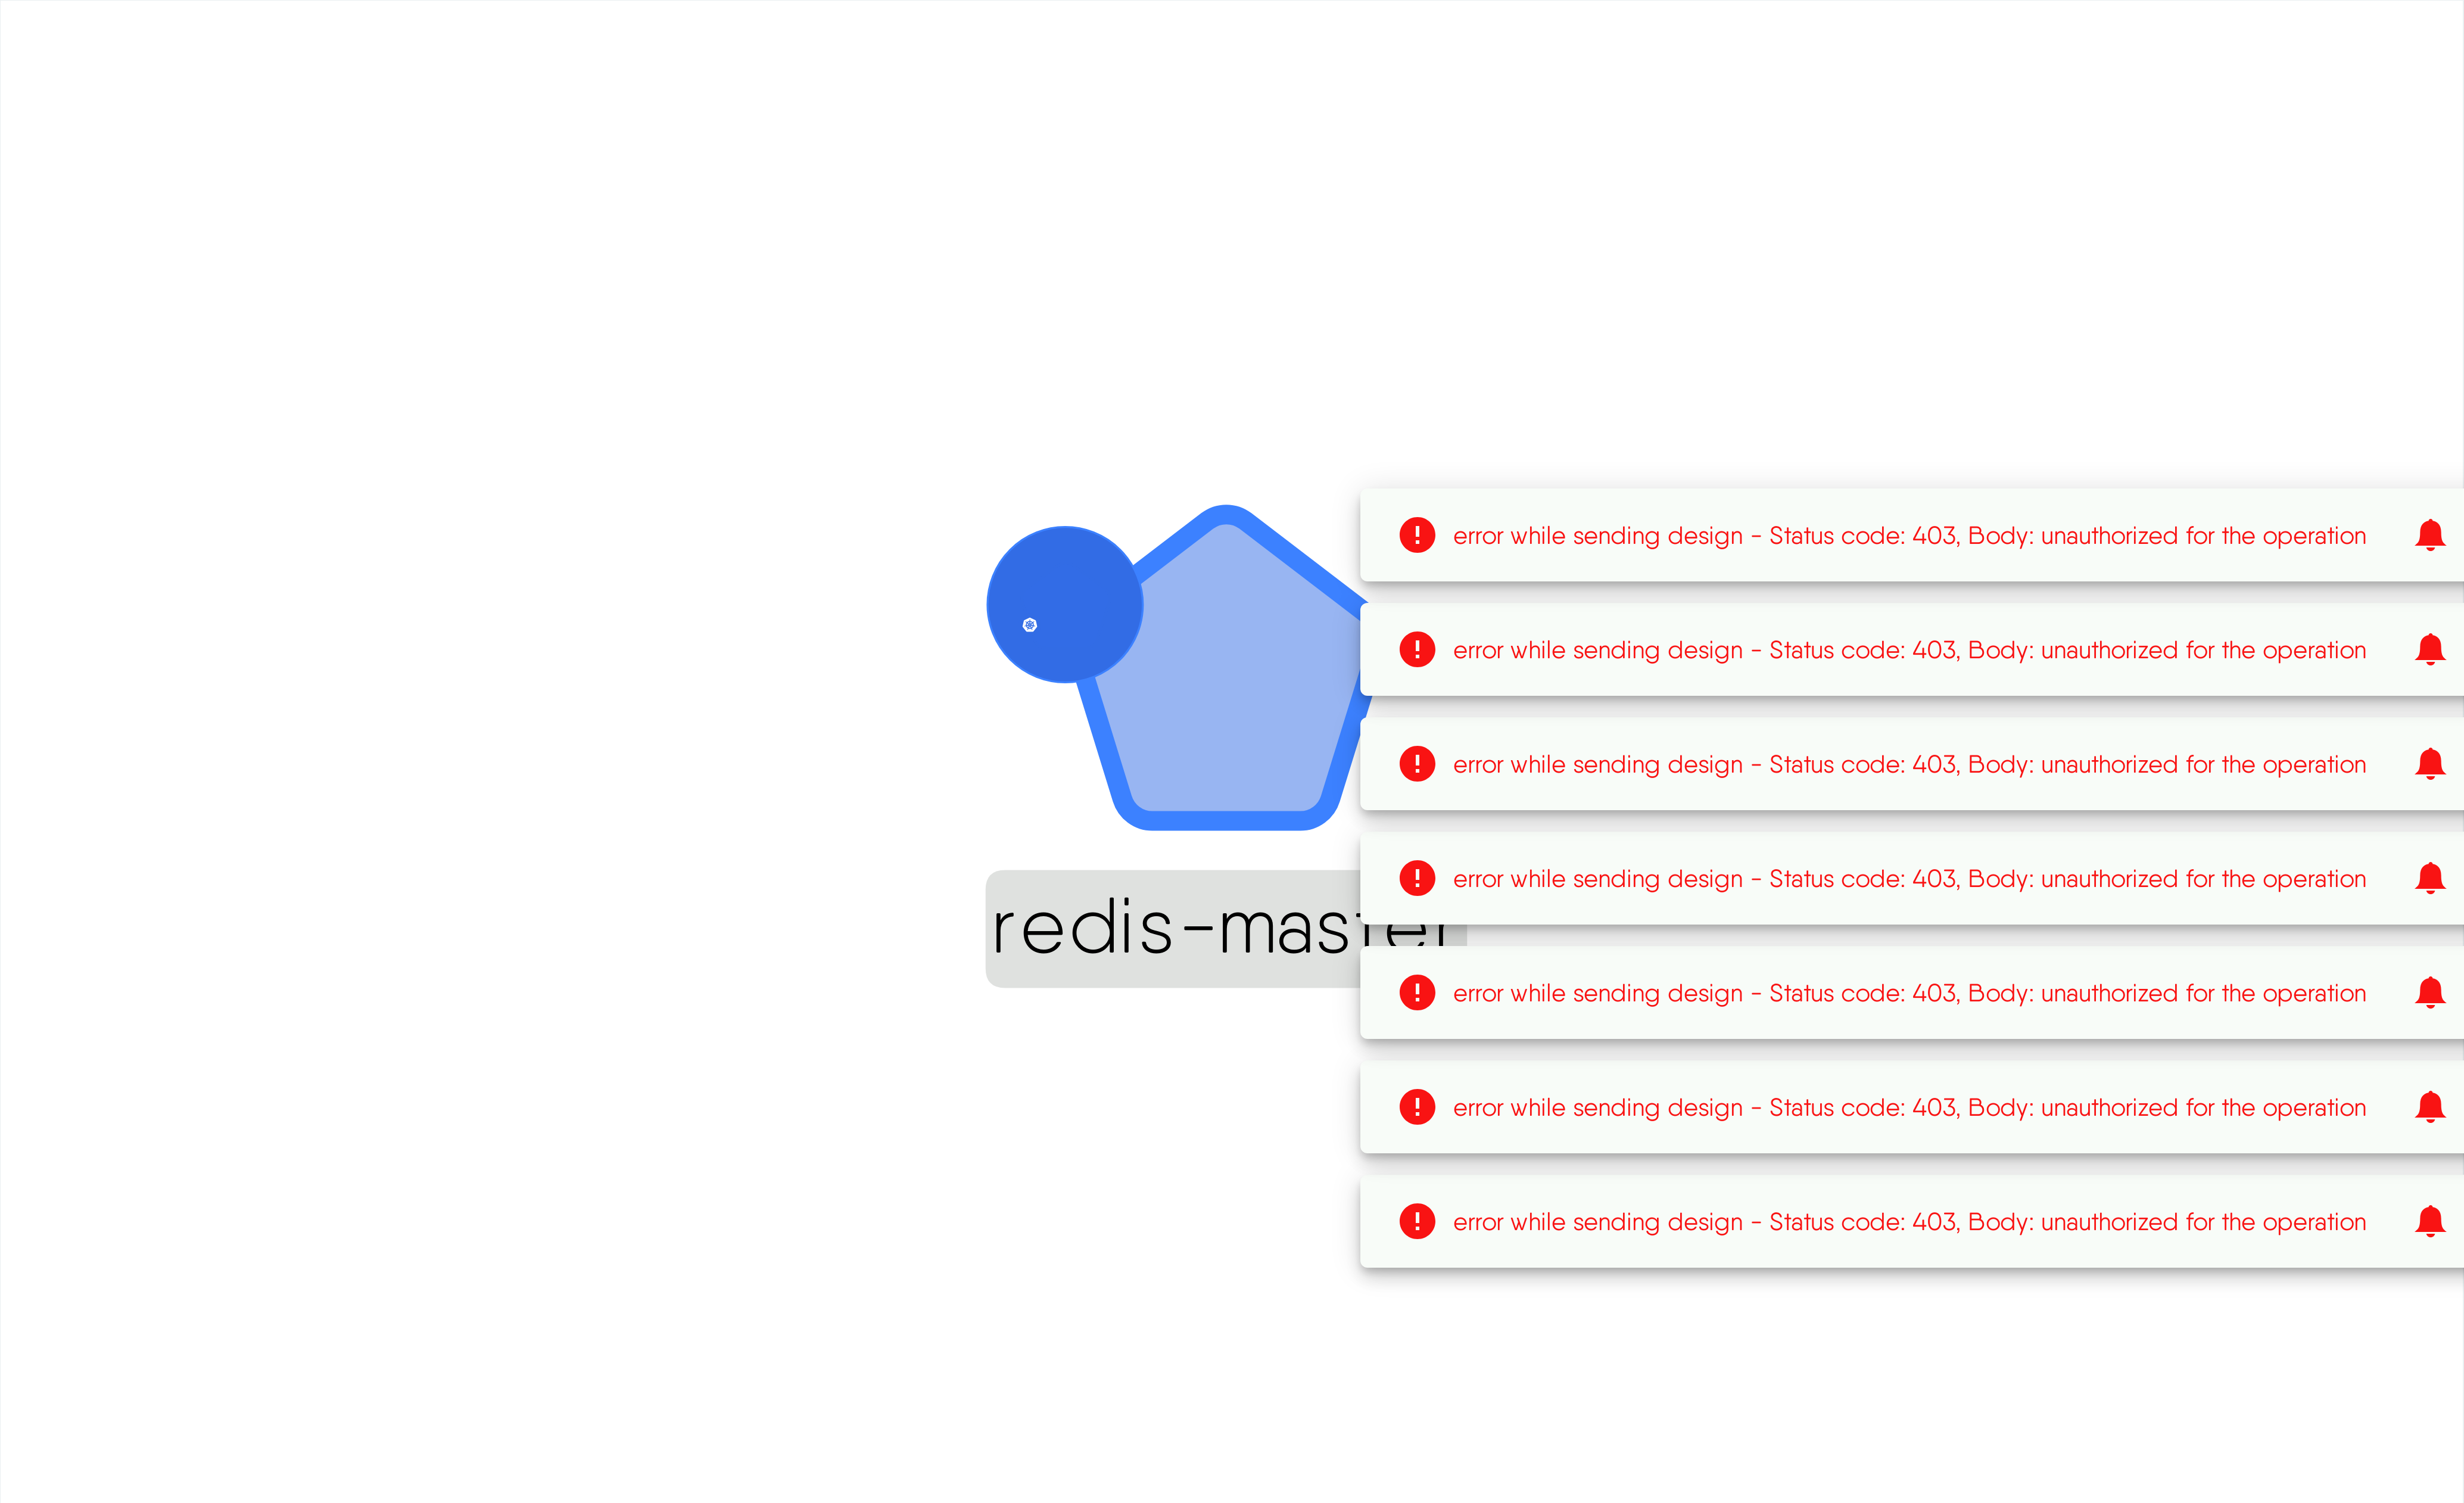 error while sending design - Status code: 403, Body: unauthorized for the operation
error while sending design - Status code: 403, Body: unauthorized for the operation
error while sending design - Status code: 403, Body: unauthorized for the operation
error while sending design - Status code: 403, Body: unauthorized for the operation
redis-master
error while sending design - Status code: 403, Body: unauthorized for the operation
error while sending design - Status code: 403, Body: unauthorized for the operation
error while sending design - Status code: 403, Body: unauthorized for the operation